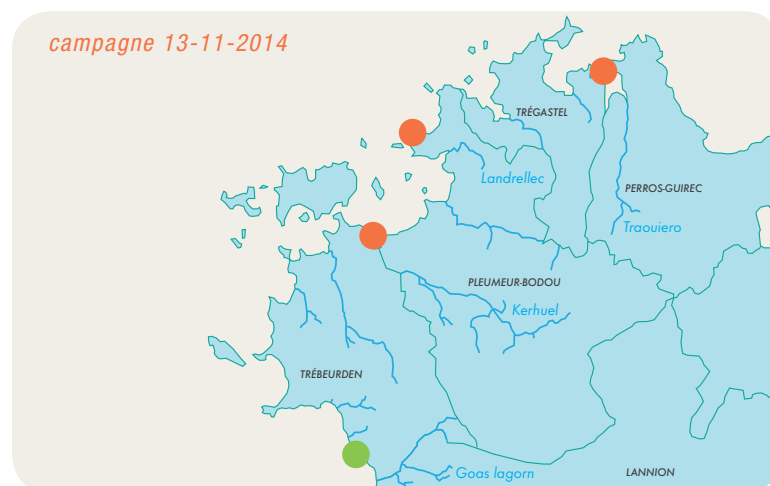 campagne 13-11-2014
TRÉGASTEL
Landrellec
PERROS-GUIREC
Traouiero
PLEUMEUR-BODOU
Kerhuel
TRÉBEURDEN
Goas lagorn
LANNION